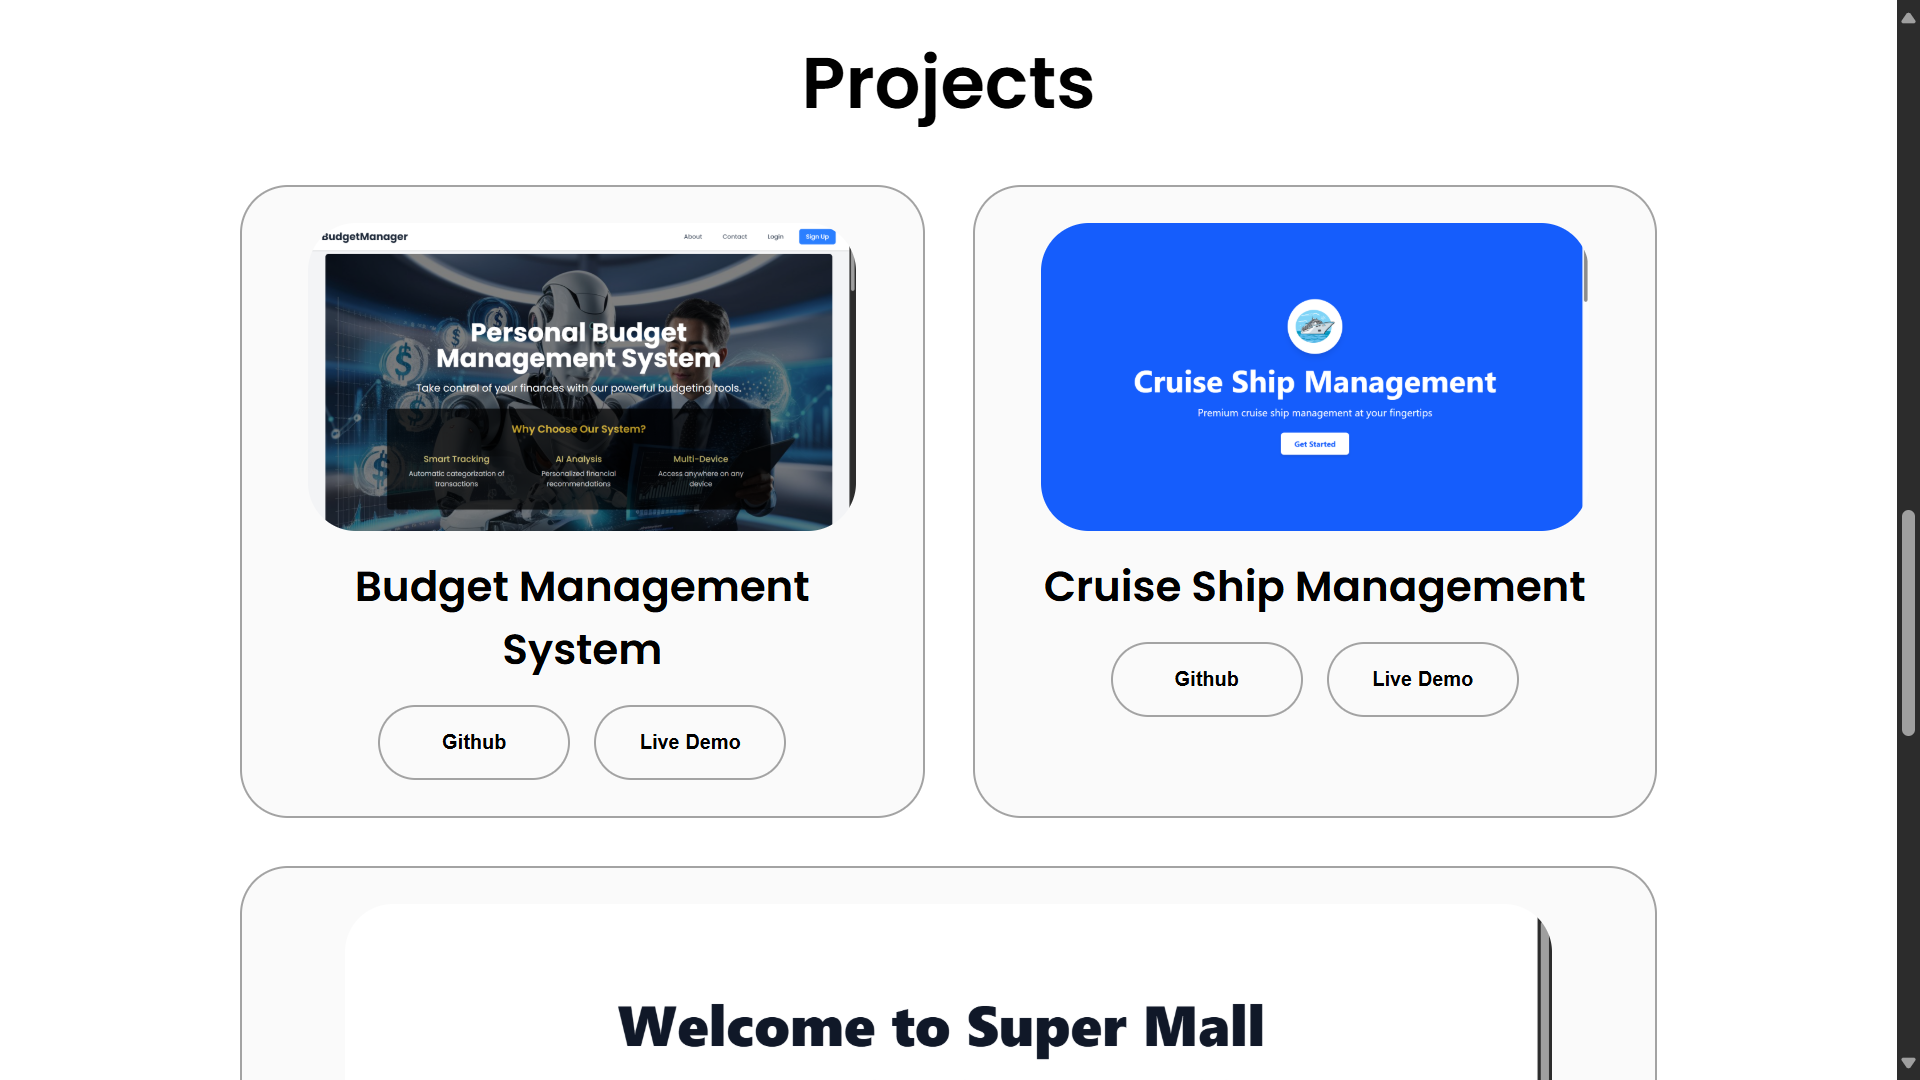 Projects
BudgetManager
About
Contact
Login
Sign Up
Personal Budget
Management System
Take control of your finances with our powerful budgeting tools.
Why Choose Our System?
Smart Tracking
Automatic categorization of
transactions
AI Analysis
Personalized financial
recommendations
Multi-Device
Access anywhere on any
device
Budget Management
System
Github
Live Demo
Cruise Ship Management
Premium cruise ship management at your fingertips
Get Started
Cruise Ship Management
Github
Live Demo
Welcome to Super Mall